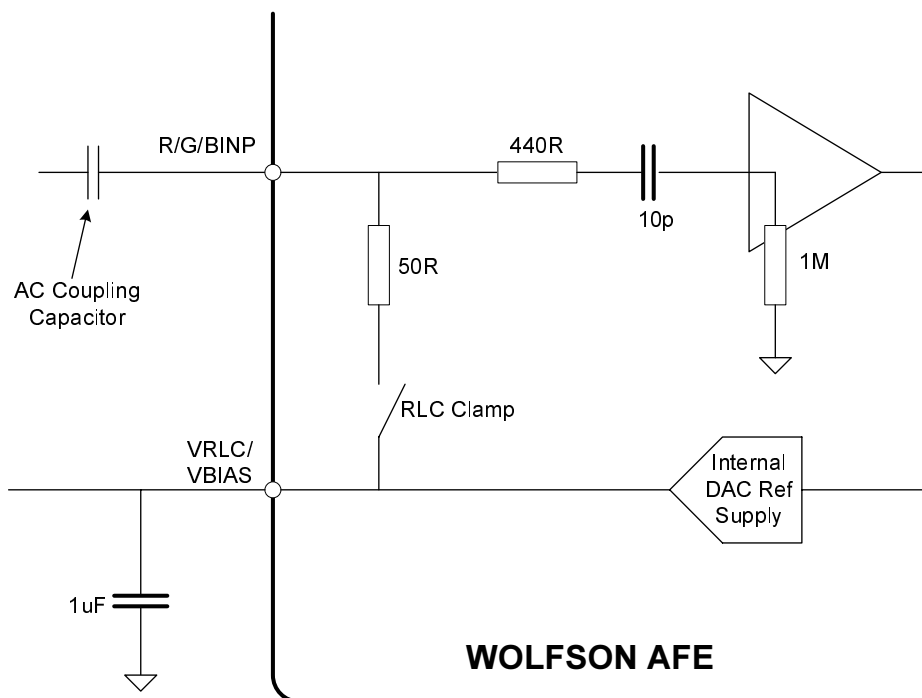 R/G/BINP
440R
10p
50R
1M
AC Coupling
Capacitor
RLC Clamp
VRLC/
VBIAS
Internal
DAC Ref
Supply
1uF
WOLFSON AFE